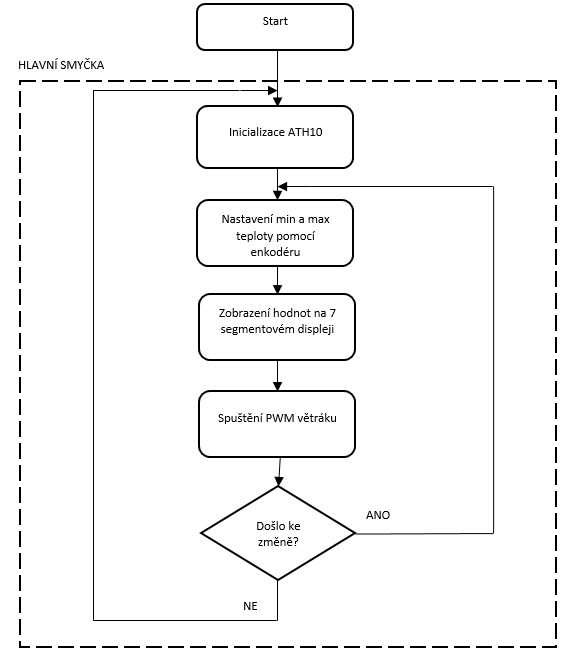 Start
HLAVNÍ SMYČKA
Inicializace ATH10
Nastavení min a max
teploty pomocí
enkodéru
Zobrazení hodnot na 7
segmentovém displeji
Spuštění PWM větráku
Došlo ke
změně?
ANO
NE